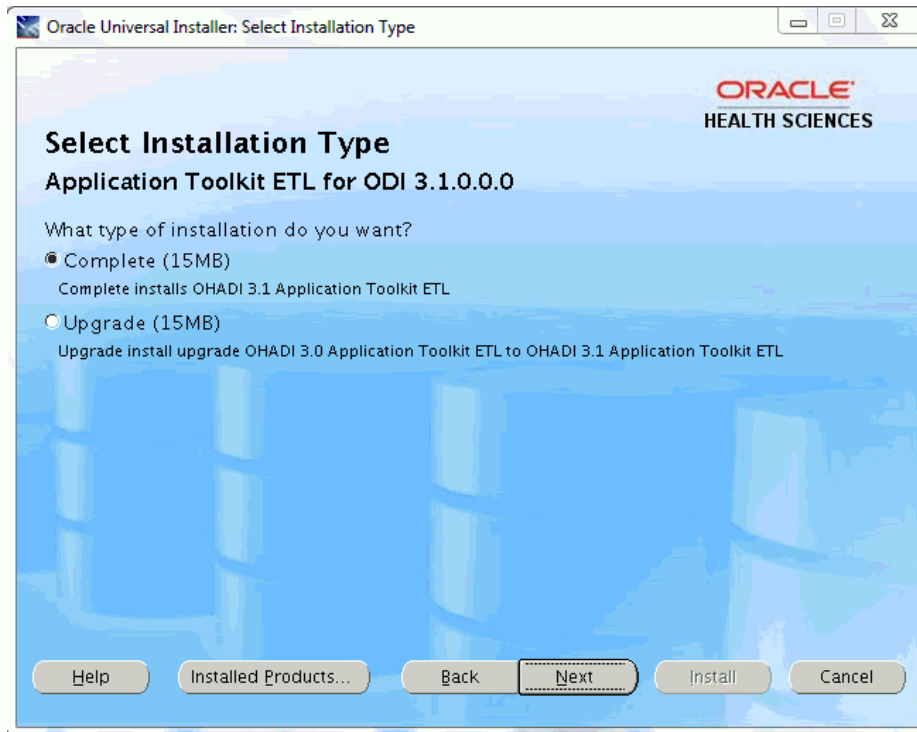 Oracle Universal Installer: Select Installation Type
ORACLE
HEALTH SCIENCES
Select Installation Type
Application Toolkit ETL for ODI 3.1.0.0.0
What type of installation do you want?
Complete (15MB)
Complete installs OHADI 3.1 Application Toolkit ETL
Upgrade (15MB)
Upgrade install upgrade OHADI 3.0 Application Toolkit ETL to OHADI 3.1 Application Toolkit ETL
Help Installed Products... Back Next Install Cancel